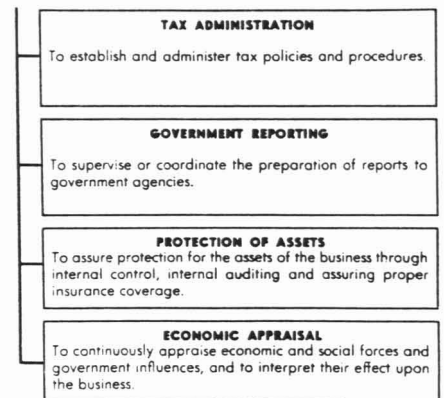 TAX ADMINISTRATION
To establish and administer tax policies and procedures.
GOVERNMENT REPORTING
To supervise or coordinate the preparation of reports to
government agencies.
PROTECTION OF ASSETS
To assure protection for the assets of the business through
internal control, internal auditing and assuring proper
insurance coverage.
ECONOMIC APPRAISAL
To continuously appraise economic and social forces and
government influences, and to interpret their effect upon
the business.